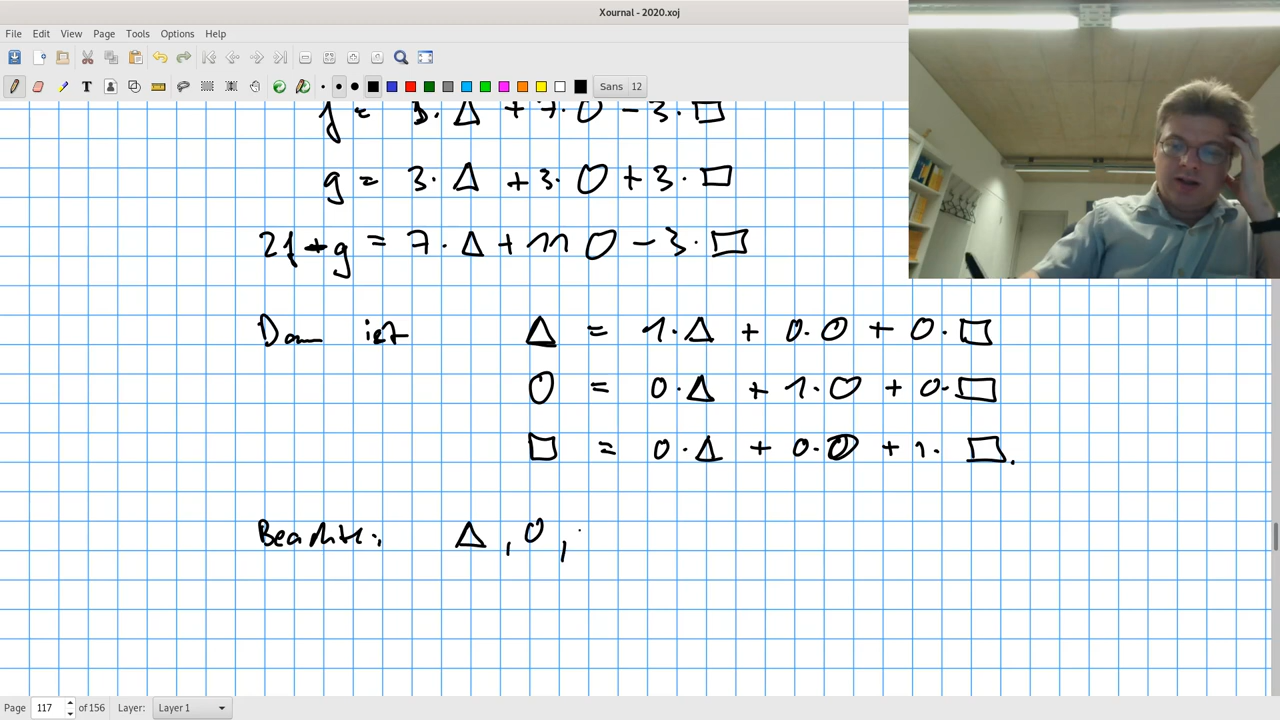 Xournal - 2020.xoj
File Edit View Page Tools Options Help
Sans 12
f = 3·Δ + 7·O − 3·□
g = 3·Δ + 3·O + 3·□
2f + g = 7·Δ + 11 O − 3·□
Dann ist Δ = 1·Δ + 0·O + 0·□
O = 0·Δ + 1·O + 0·□
□ = 0·Δ + 0·O + 1·□.
Beachte: Δ, O,
Page 117 of 156 Layer: Layer 1